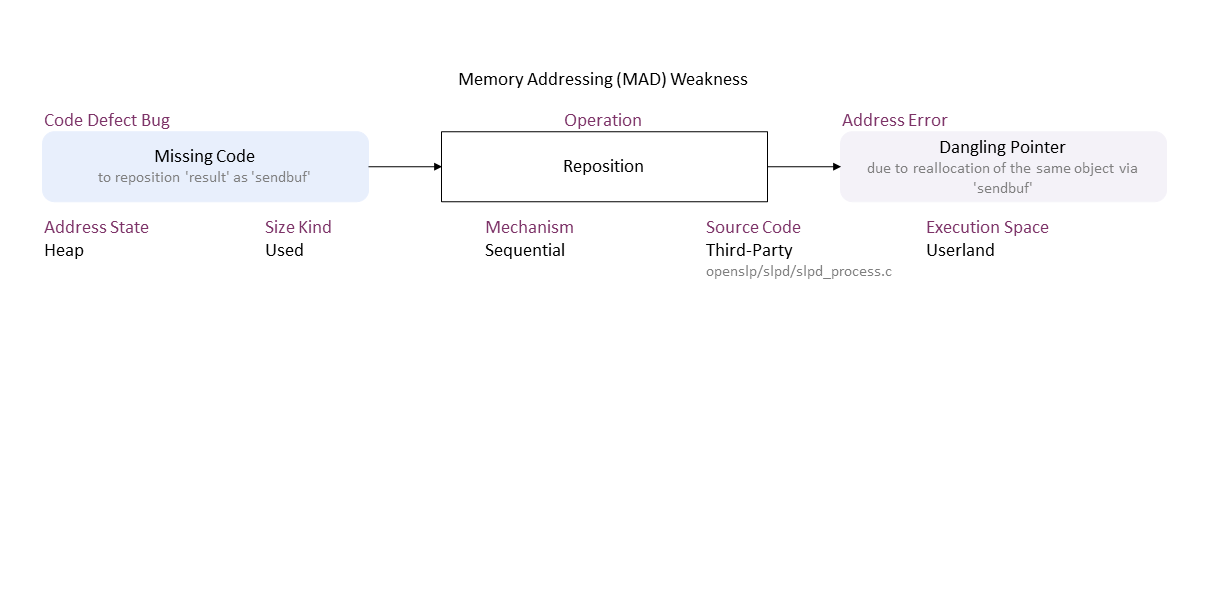 Memory Addressing (MAD) Weakness
Code Defect Bug
Operation
Address Error
Missing Code
to reposition 'result' as 'sendbuf'
Reposition
Dangling Pointer
due to reallocation of the same object via
'sendbuf'
Address State
Size Kind
Mechanism
Source Code
Execution Space
Heap
Used
Sequential
Third-Party
Userland
openslp/slpd/slpd_process.c